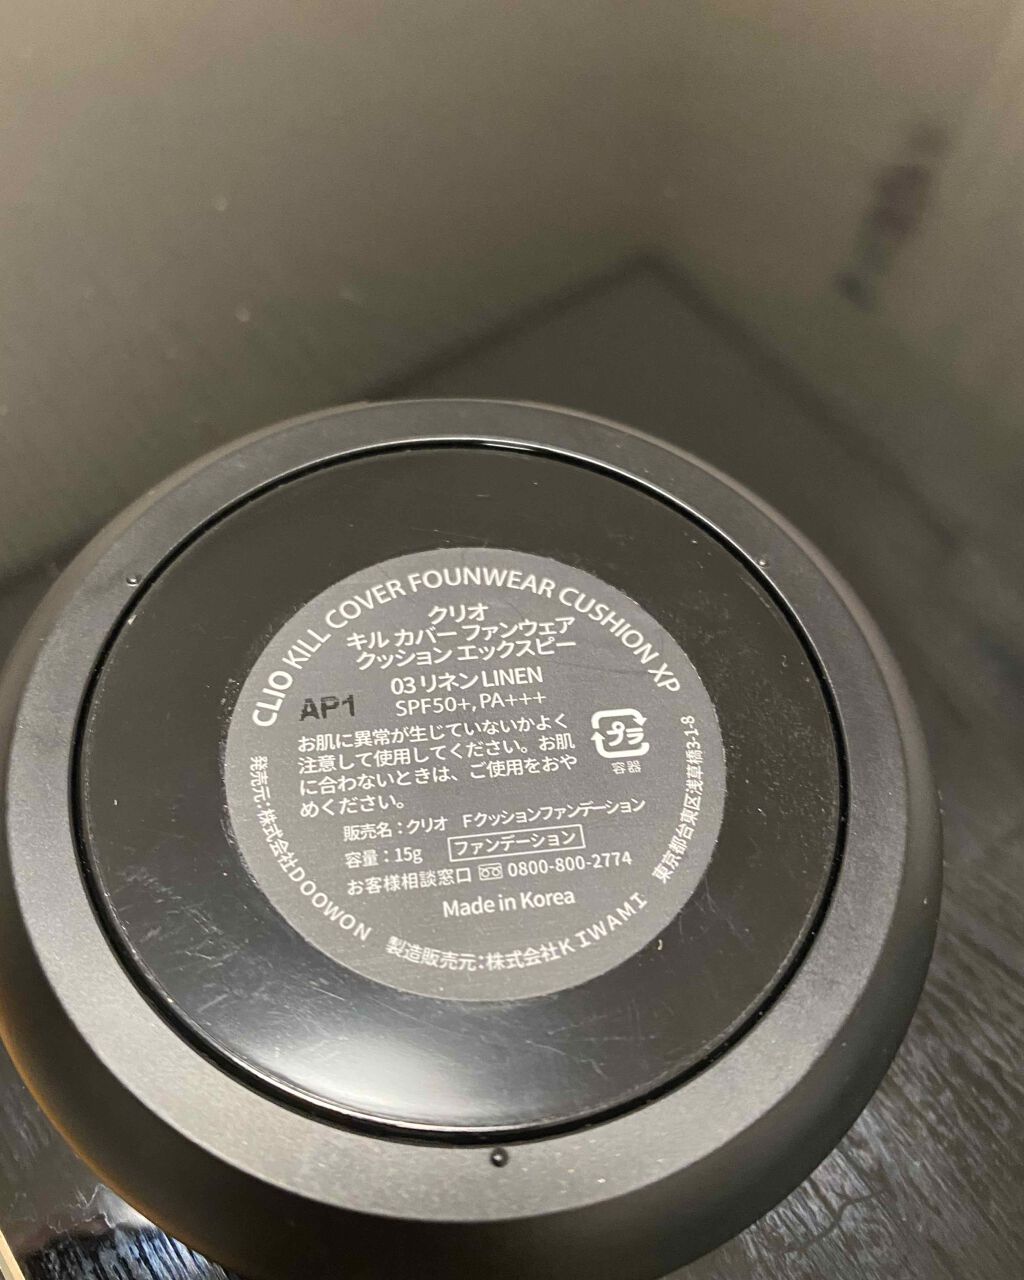 CLIO KILL COVER FOUNWEAR CUSHION XP
クリオ
キル カバー ファンウェア
クッション エックスピー
03 リネン LINEN
SPF50+, PA+++
AP1
お肌に異常が生じていないかよく
注意して使用してください。お肌
に合わないときは、ご使用をおや
めください。
プラ
容器
販売名：クリオ　Fクッションファンデーション
容量：15g
ファンデーション
お客様相談窓口 0800-800-2774
Made in Korea
発売元：株式会社DOOWON
製造販売元：株式会社KIWAMI
東京都台東区浅草橋3-1-8